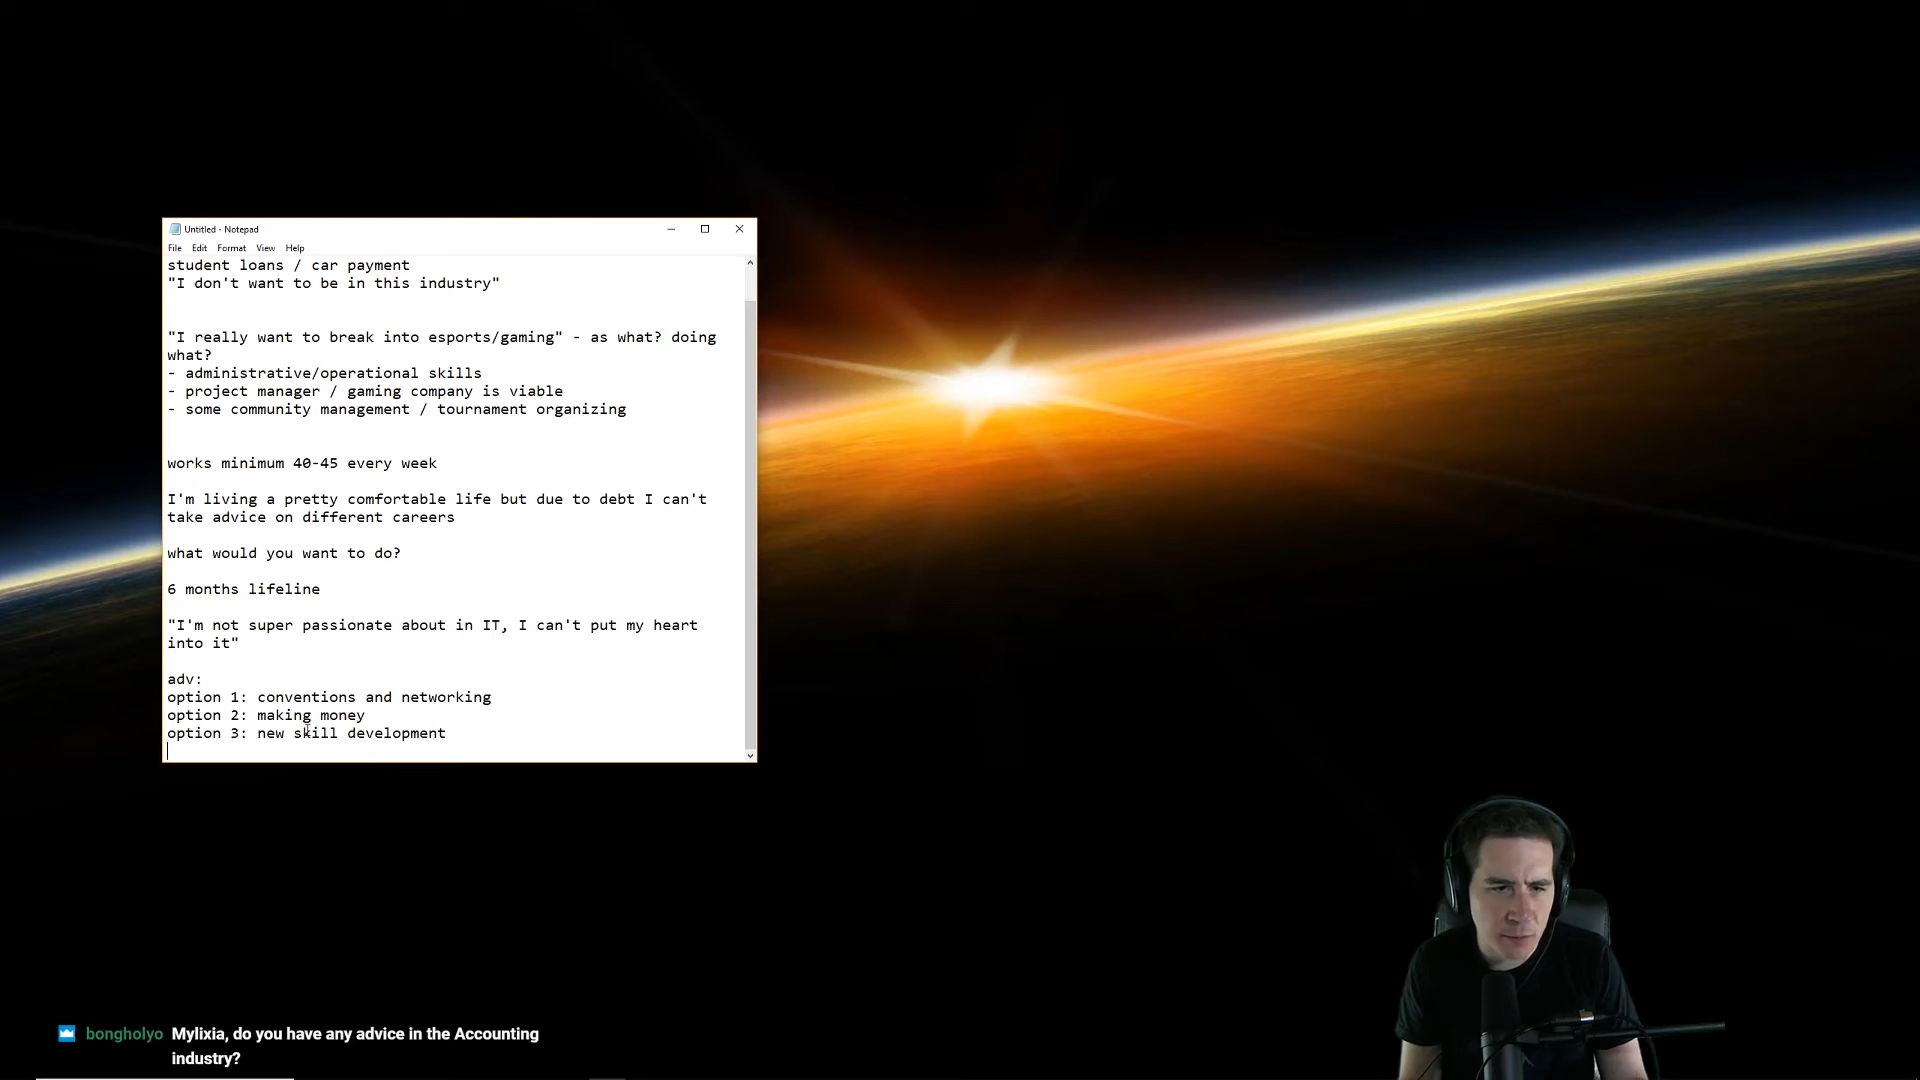 Untitled - Notepad
File Edit Format View Help
student loans / car payment
"I don't want to be in this industry"
"I really want to break into esports/gaming" - as what? doing
what?
- administrative/operational skills
- project manager / gaming company is viable
- some community management / tournament organizing
works minimum 40-45 every week
I'm living a pretty comfortable life but due to debt I can't
take advice on different careers
what would you want to do?
6 months lifeline
"I'm not super passionate about in IT, I can't put my heart
into it"
adv:
option 1: conventions and networking
option 2: making money
option 3: new skill development
bongholyo Mylixia, do you have any advice in the Accounting
industry?